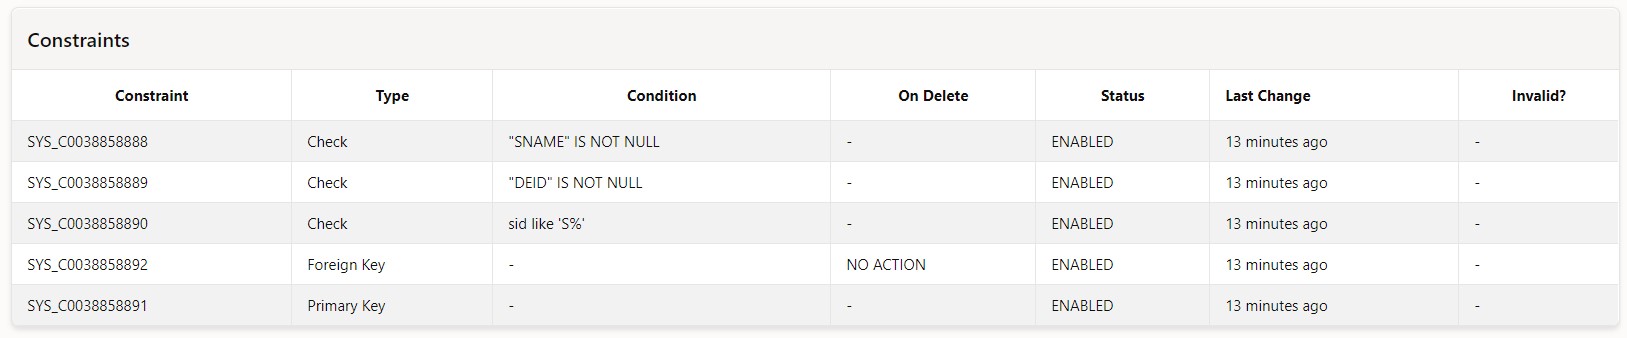 Constraints
Constraint Type Condition On Delete Status Last Change Invalid?
SYS_C0038858888 Check "SNAME" IS NOT NULL - ENABLED 13 minutes ago -
SYS_C0038858889 Check "DEID" IS NOT NULL - ENABLED 13 minutes ago -
SYS_C0038858890 Check sid like 'S%' - ENABLED 13 minutes ago -
SYS_C0038858892 Foreign Key - NO ACTION ENABLED 13 minutes ago -
SYS_C0038858891 Primary Key - - ENABLED 13 minutes ago -